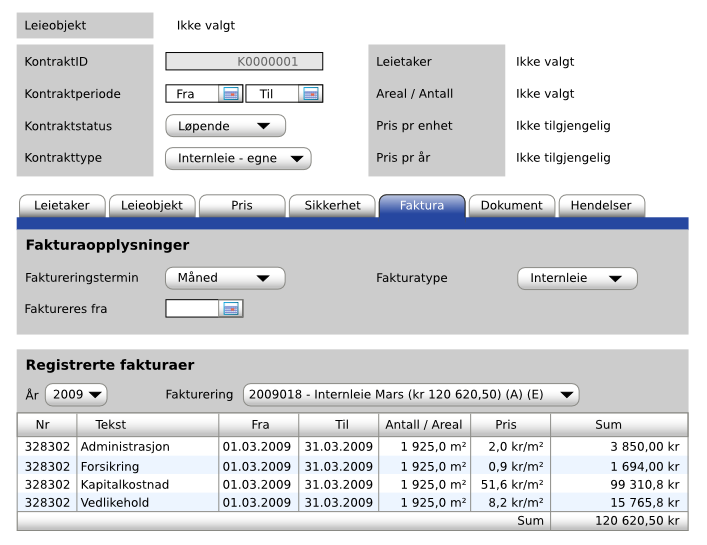 Leieobjekt Ikke valgt
KontraktID K0000001 Leietaker Ikke valgt
Kontraktperiode Fra Til Areal / Antall Ikke valgt
Kontraktstatus Løpende Pris pr enhet Ikke tilgjengelig
Kontrakttype Internleie - egne Pris pr år Ikke tilgjengelig
Leietaker Leieobjekt Pris Sikkerhet Faktura Dokument Hendelser
Fakturaopplysninger
Faktureringstermin Måned Fakturatype Internleie
Faktureres fra
Registrerte fakturaer
År 2009 Fakturering 2009018 - Internleie Mars (kr 120 620,50) (A) (E)
Nr Tekst Fra Til Antall / Areal Pris Sum
328302 Administrasjon 01.03.2009 31.03.2009 1 925,0 m² 2,0 kr/m² 3 850,00 kr
328302 Forsikring 01.03.2009 31.03.2009 1 925,0 m² 0,9 kr/m² 1 694,00 kr
328302 Kapitalkostnad 01.03.2009 31.03.2009 1 925,0 m² 51,6 kr/m² 99 310,8 kr
328302 Vedlikehold 01.03.2009 31.03.2009 1 925,0 m² 8,2 kr/m² 15 765,8 kr
Sum 120 620,50 kr